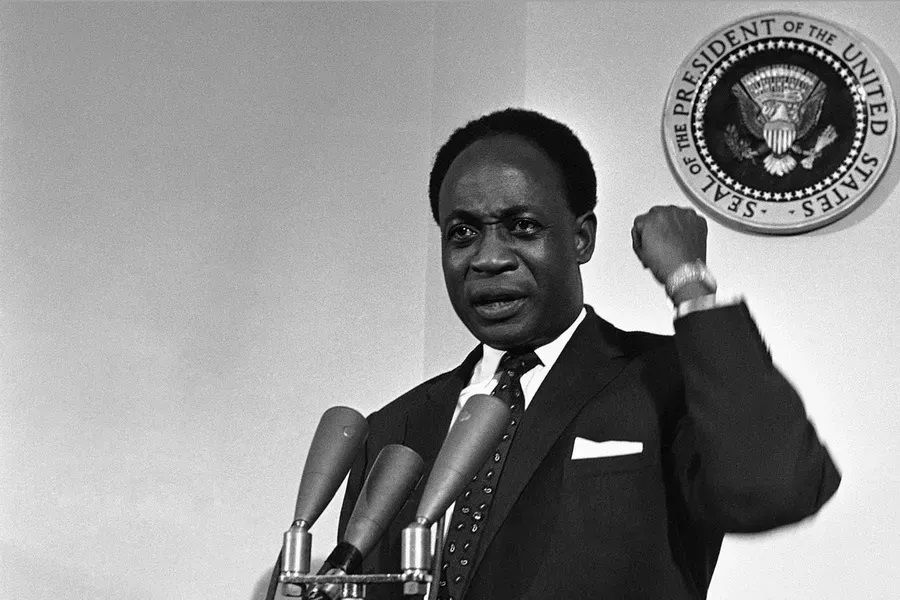 SEAL OF THE PRESIDENT OF THE UNITED STATES